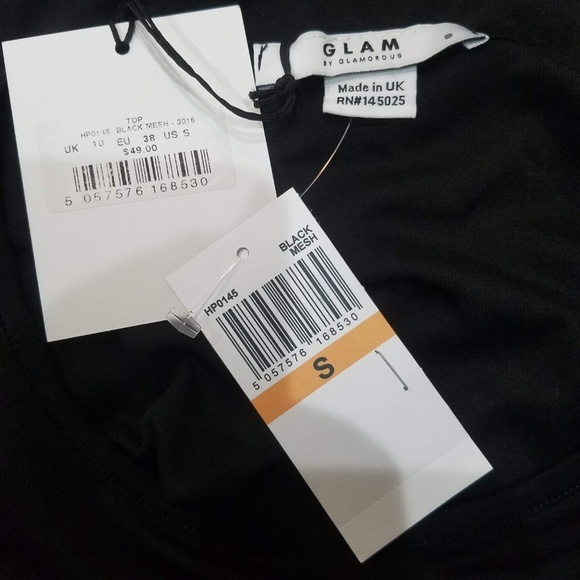 GLAM
BY GLAMOROUS
Made in UK
RN#145025
TOP
HP0145- BLACK MESH - 3016
UK 10 EU 38 US S
$49.00
5 057576 168530
HP0145
BLACK
MESH
5 057576 168530
S